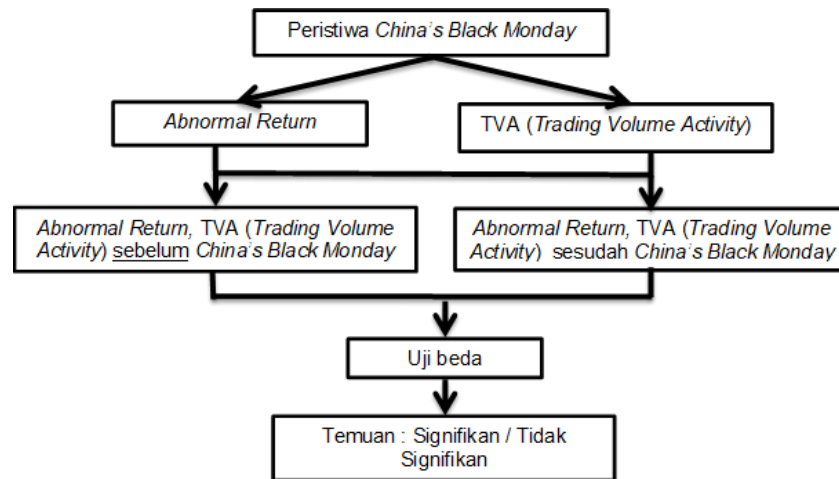 Peristiwa China's Black Monday
Abnormal Return
TVA (Trading Volume Activity)
Abnormal Return, TVA (Trading Volume
Activity) sebelum China's Black Monday
Abnormal Return, TVA (Trading Volume
Activity) sesudah China's Black Monday
Uji beda
Temuan : Signifikan / Tidak
Signifikan